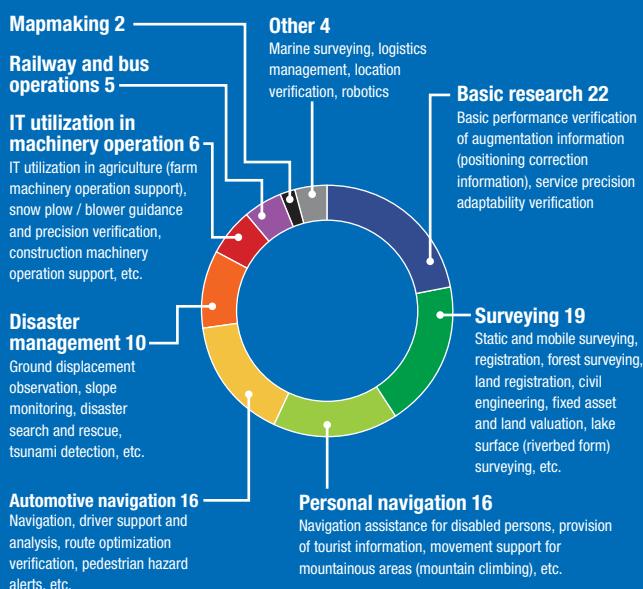 Mapmaking 2
Railway and bus
operations 5
IT utilization in
machinery operation 6
IT utilization in agriculture (farm
machinery operation support),
snow plow / blower guidance
and precision verification,
construction machinery
operation support, etc.
Disaster
management 10
Ground displacement
observation, slope
monitoring, disaster
search and rescue,
tsunami detection, etc.
Automotive navigation 16
Navigation, driver support and
analysis, route optimization
verification, pedestrian hazard
alerts, etc.
Other 4
Marine surveying, logistics
management, location
verification, robotics
Basic research 22
Basic performance verification
of augmentation information
(positioning correction
information), service precision
adaptability verification
Surveying 19
Static and mobile surveying,
registration, forest surveying,
land registration, civil
engineering, fixed asset
and land valuation, lake
surface (riverbed form)
surveying, etc.
Personal navigation 16
Navigation assistance for disabled persons, provision
of tourist information, movement support for
mountainous areas (mountain climbing), etc.